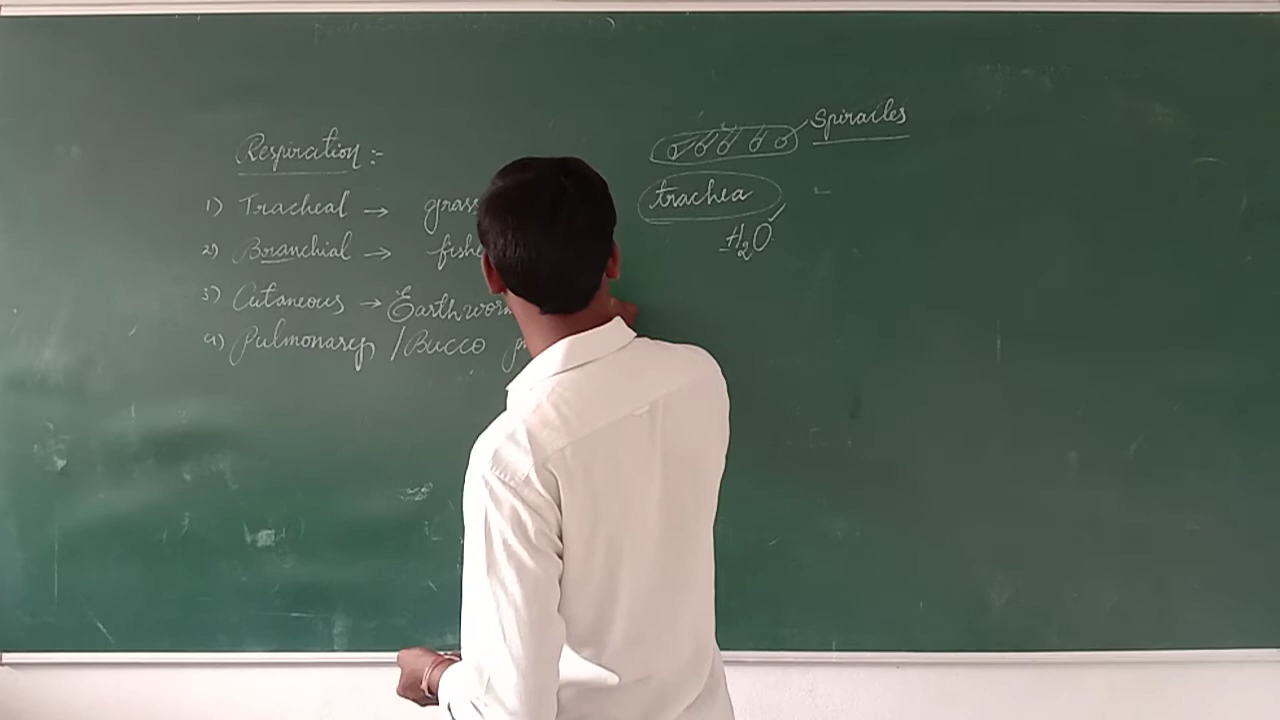 Respiration :-
1) Tracheal → grass
2) Branchial → fishe
3) Cutaneous → Earthworm
4) Pulmonary / Bucco
Spiracles
trachea
H₂O